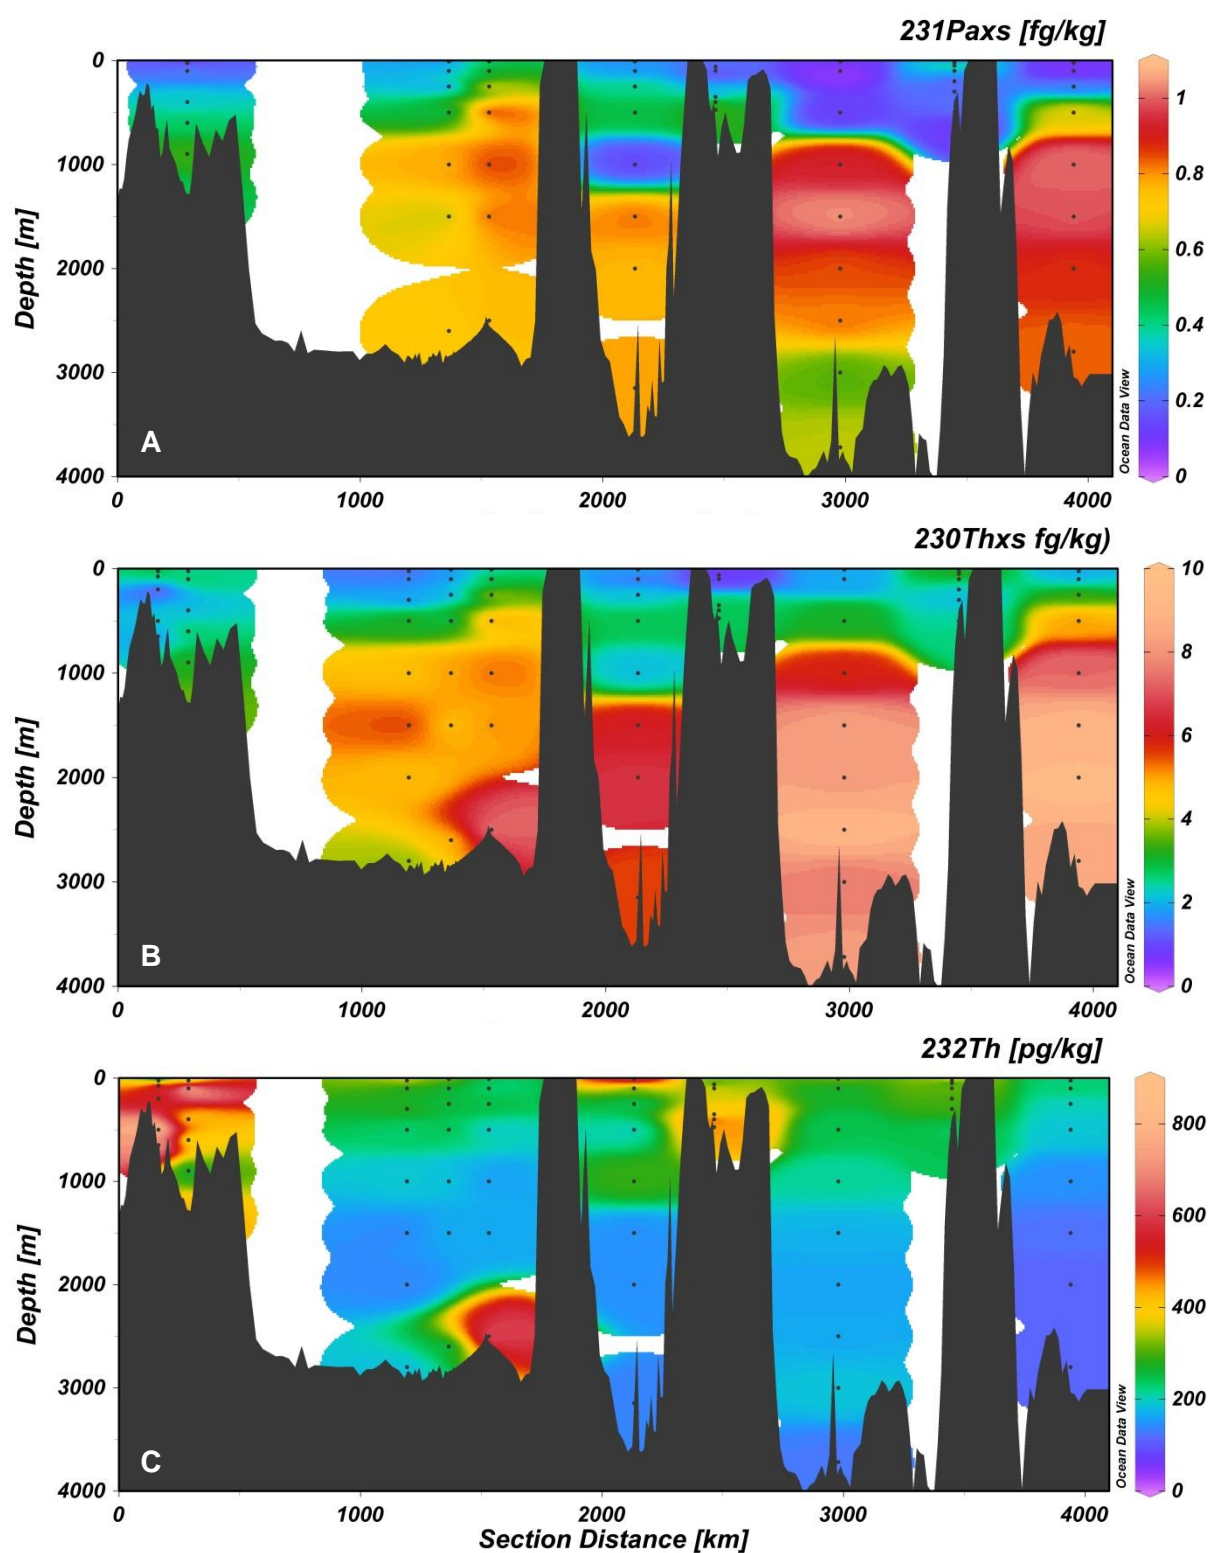 231Paxs [fg/kg]
0
1000
2000
3000
4000
Depth [m]
A
0 1000 2000 3000 4000
1
0.8
0.6
0.4
0.2
0
Ocean Data View
230Thxs fg/kg)
0
1000
2000
3000
4000
Depth [m]
B
0 1000 2000 3000 4000
10
8
6
4
2
0
Ocean Data View
232Th [pg/kg]
0
1000
2000
3000
4000
Depth [m]
C
0 1000 2000 3000 4000
800
600
400
200
0
Ocean Data View
Section Distance [km]